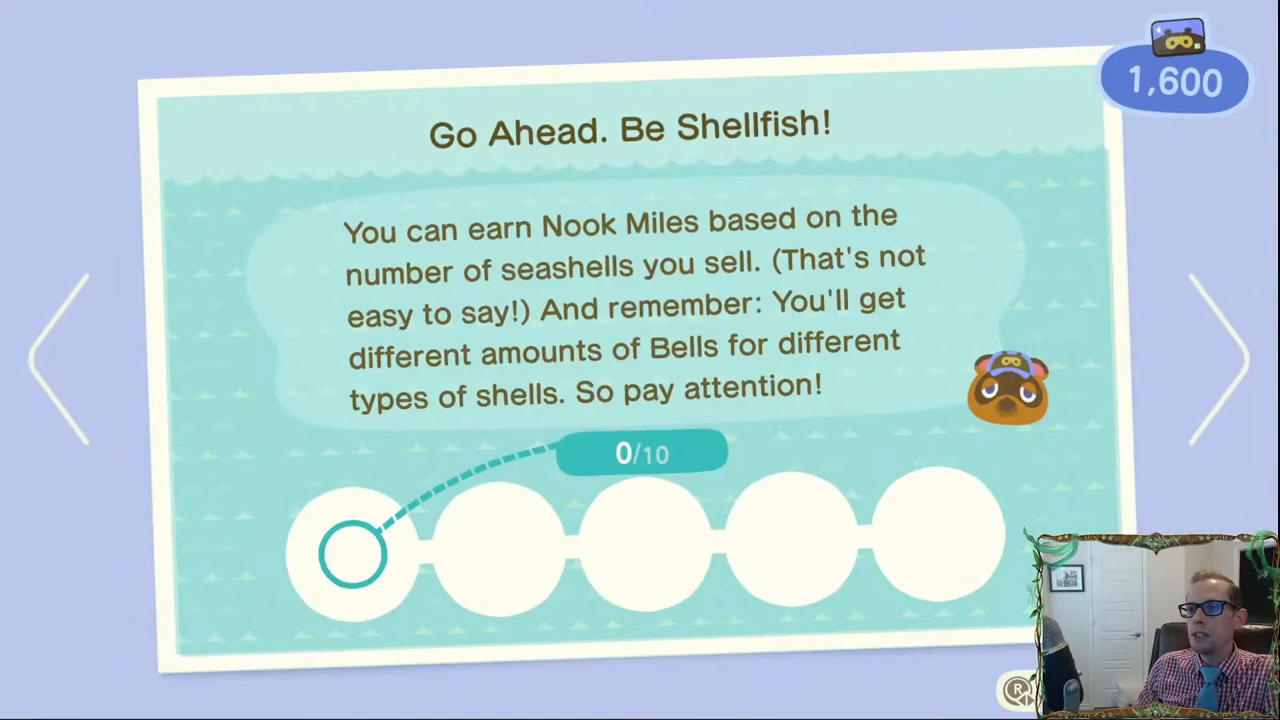 1,600
Go Ahead. Be Shellfish!
You can earn Nook Miles based on the
number of seashells you sell. (That's not
easy to say!) And remember: You'll get
different amounts of Bells for different
types of shells. So pay attention!
0/10
R